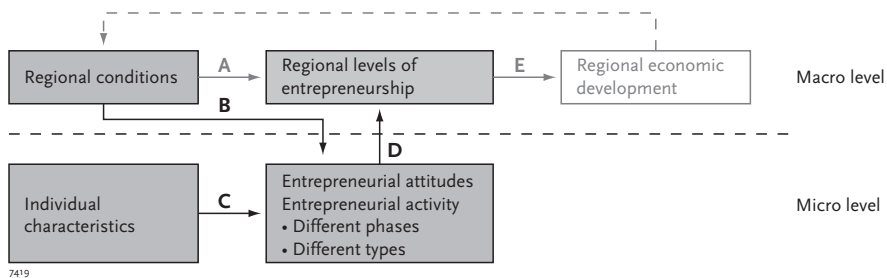 Regional conditions
A
Regional levels of
entrepreneurship
E
Regional economic
development
Macro level
B
D
Individual
characteristics
C
Entrepreneurial attitudes
Entrepreneurial activity
• Different phases
• Different types
Micro level
7419